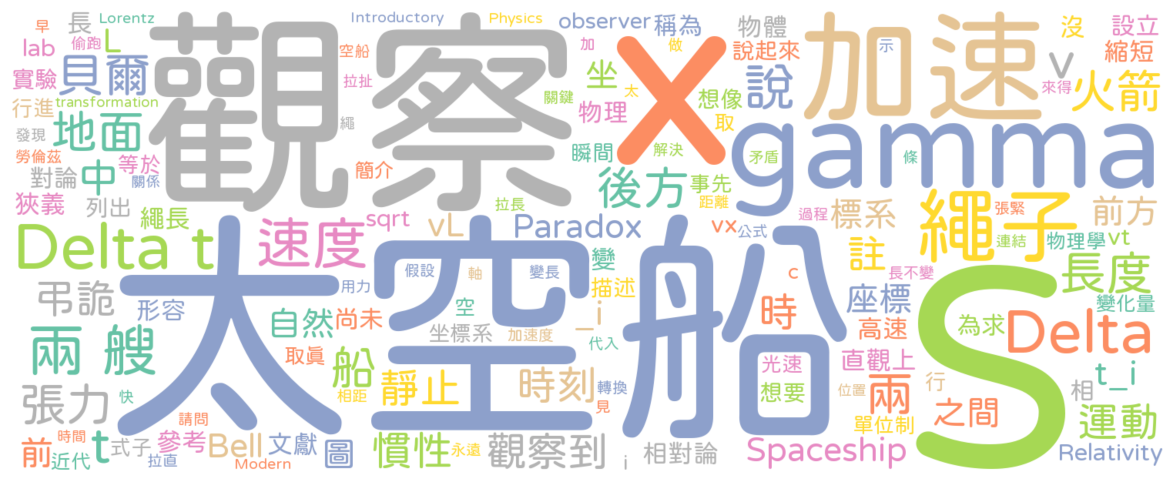 早 Lorentz Introductory Physics observer 稱為 物體 加 做 示 沒 設立
偷跑 長 L 空船 觀察 x 說起來 加速 v 縮短
lab 貝爾 拉扯 坐 想像 說 火箭
實驗 關鍵 太 來得
行進 transformation 物理 取 gamma
發現 地面 繩
勞倫茲 等於 簡介 瞬間 解決 矛盾 條
對論 中 關係 後方 事先
狹義 列出 繩長 拉長 距離 過程 標系 繩子 張緊 前方
sqrt vL Paradox vx 公式 連結 物理學 vt
Delta t 速度 太空船 變 註 長不變 長度
弔詭 形容 假設 軸 變長 描述 c 座標 S 變化量
用力 空 _i 時 為求
兩 艘 自然 尚未 坐標系 加速度 代入 高速 Delta
取眞 船 光速 直觀上 t_i
張力 快 相距 靜止 時刻 轉換 想要 位置 兩 行 相
請問 見 單位制 之間 運動
前 時間 t 式子 參考 Bell 文獻 圖 慣性 永遠 觀察到 相對論 Spaceship Relativity
近代 拉直 Modern i